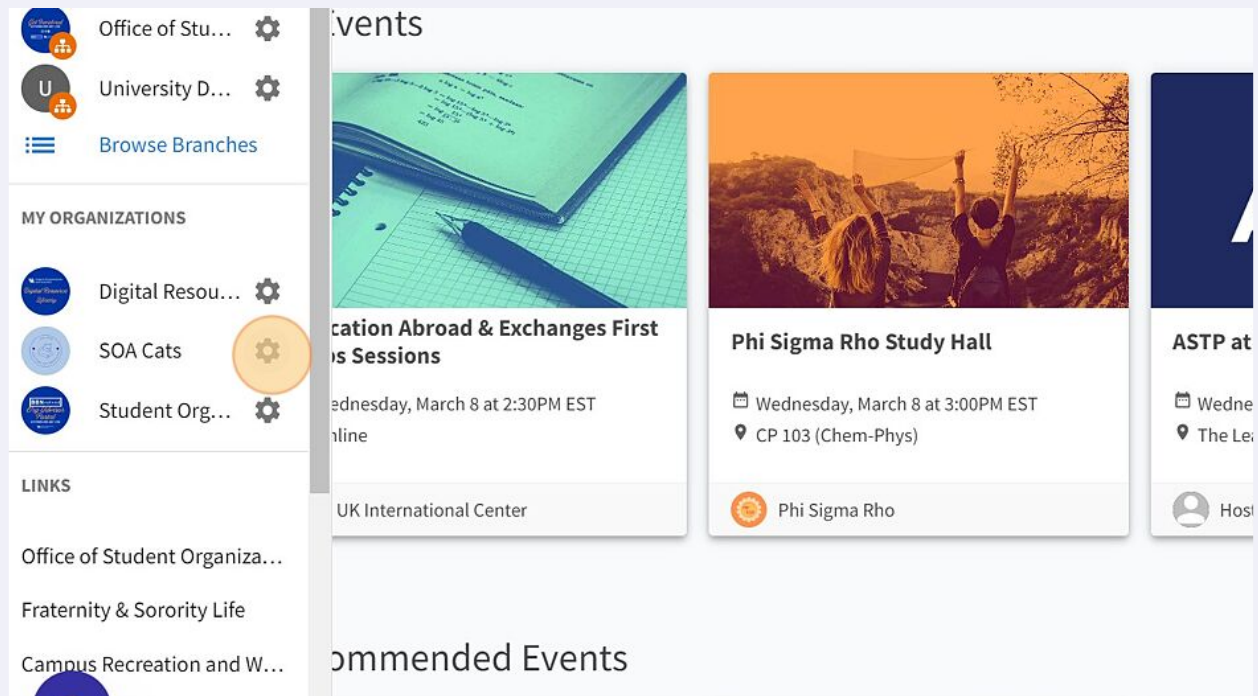 Office of Stu...
U
University D...
Browse Branches
MY ORGANIZATIONS
Digital Resou...
SOA Cats
Student Org...
LINKS
Office of Student Organiza...
Fraternity & Sorority Life
Campus Recreation and W...
Events
cation Abroad & Exchanges First
os Sessions
ednesday, March 8 at 2:30PM EST
nline
UK International Center
Phi Sigma Rho Study Hall
Wednesday, March 8 at 3:00PM EST
CP 103 (Chem-Phys)
Phi Sigma Rho
A
ASTP at
Wedne
The Lea
Host
ommended Events